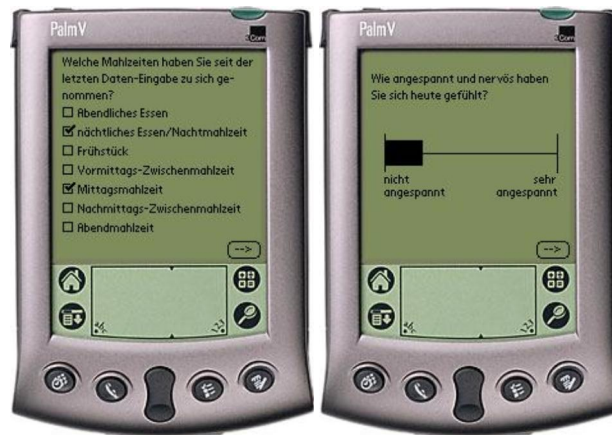 PalmV
3Com
Welche Mahlzeiten haben Sie seit der
letzten Daten-Eingabe zu sich ge-
nommen?
Abendliches Essen
nächtliches Essen/Nachtmahlzeit
Frühstück
Vormittags-Zwischenmahlzeit
Mittagsmahlzeit
Nachmittags-Zwischenmahlzeit
Abendmahlzeit
-->
PalmV
3Com
Wie angespannt und nervös haben
Sie sich heute gefühlt?
nicht
angespannt
sehr
angespannt
-->